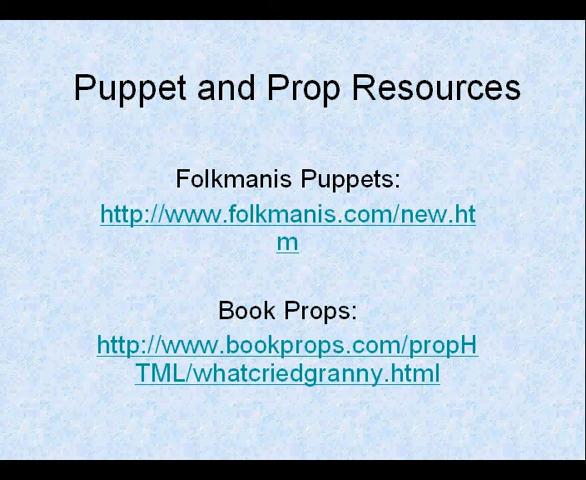 Puppet and Prop Resources
Folkmanis Puppets:
http://www.folkmanis.com/new.ht
m
Book Props:
http://www.bookprops.com/propH
TML/whatcriedgranny.html